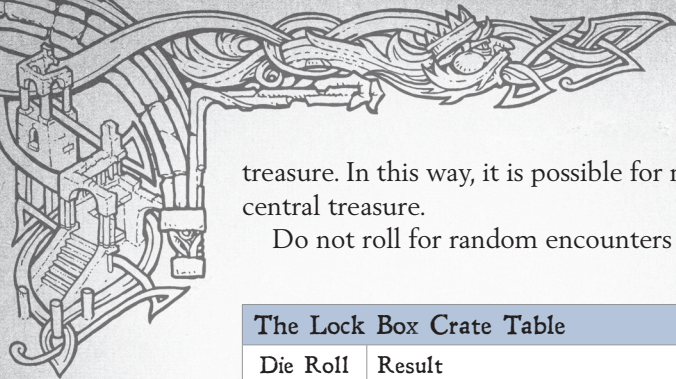 treasure. In this way, it is possible for
central treasure.
Do not roll for random encounters
The Lock Box Crate Table
Die Roll Result